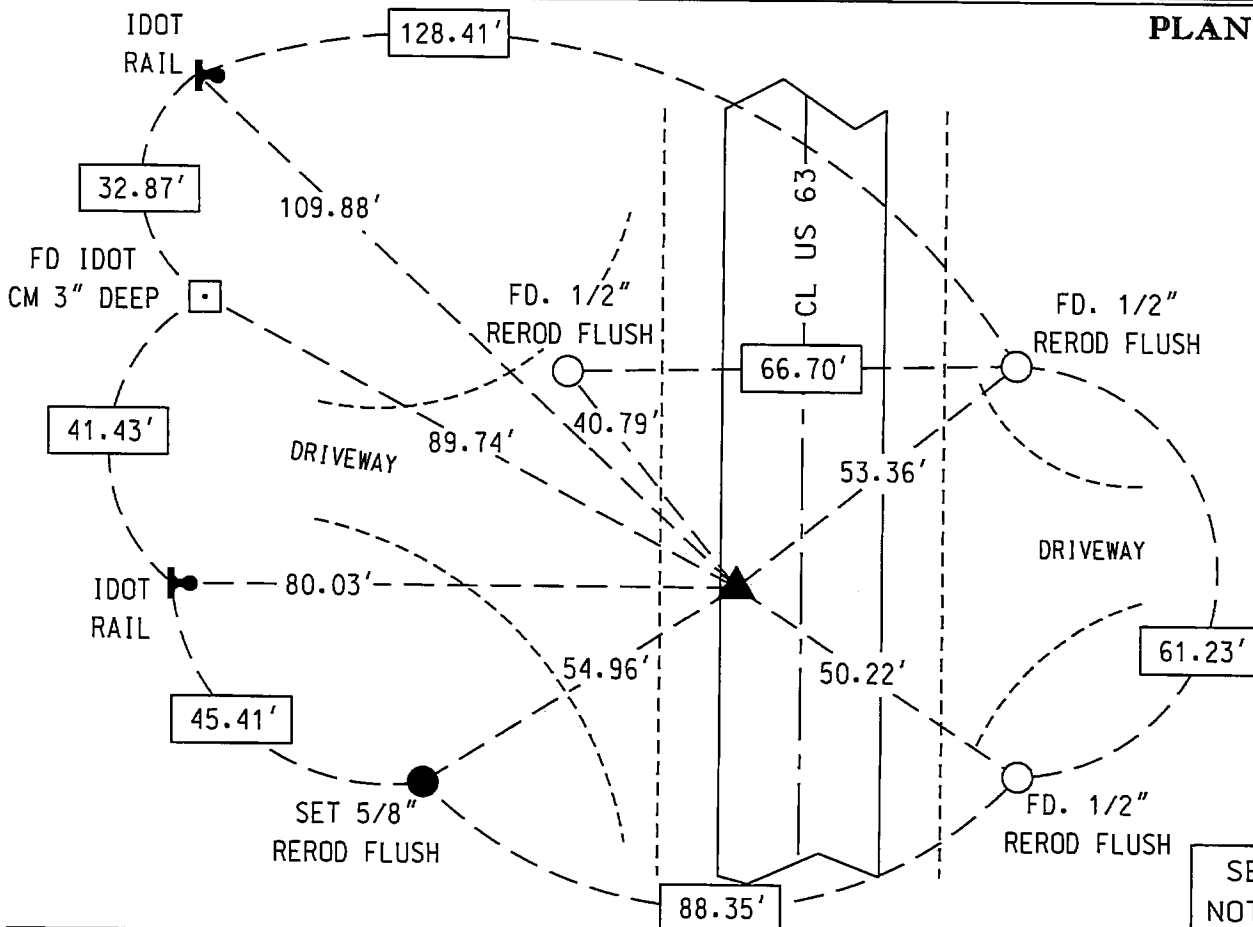 PLAN
IDOT
RAIL
128.41'
32.87'
109.88'
CL US 63
FD IDOT
CM 3" DEEP
FD. 1/2"
REROD FLUSH
FD. 1/2"
REROD FLUSH
66.70'
41.43'
40.79'
89.74'
DRIVEWAY
53.36'
DRIVEWAY
IDOT
RAIL
80.03'
54.96'
50.22'
61.23'
45.41'
SET 5/8"
REROD FLUSH
FD. 1/2"
REROD FLUSH
88.35'